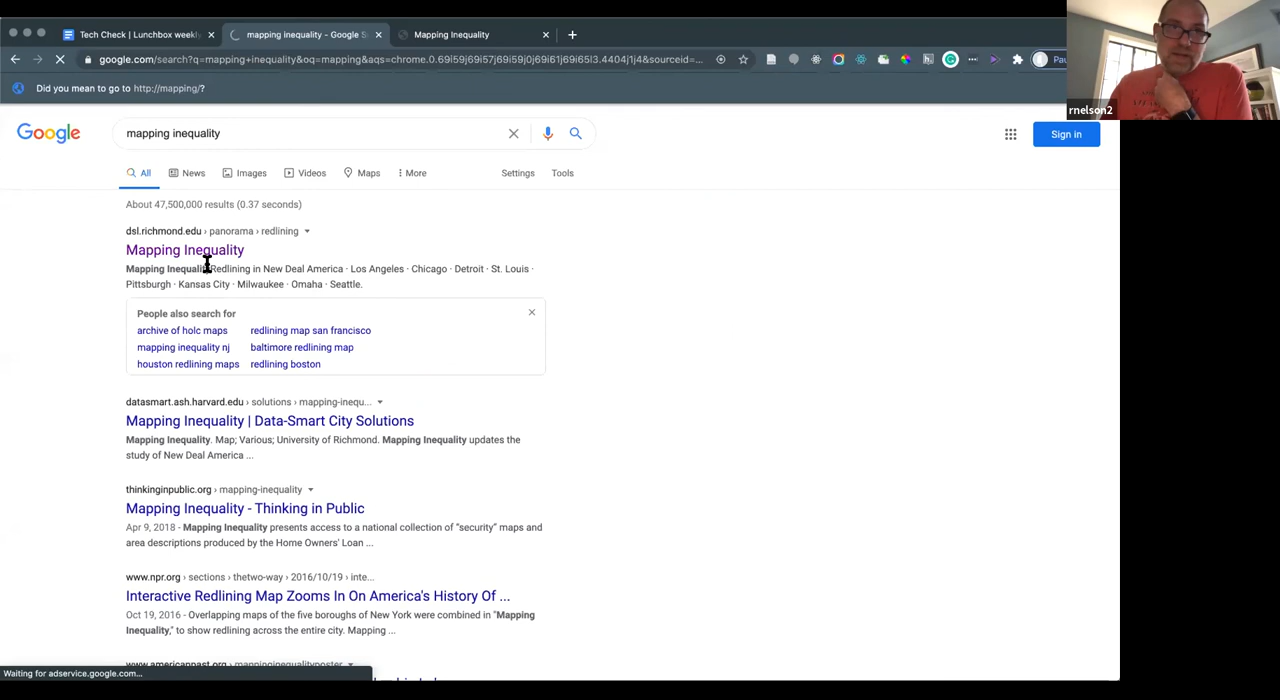 Tech Check | Lunchbox weekly
mapping inequality - Google S
Mapping Inequality
google.com/search?q=mapping+inequality&oq=mapping&aqs=chrome.0.69i59j69i57j69i59j0j69i61j69i65l3.4404j1j4&sourceid=...
Pau
Did you mean to go to http://mapping/?
rnelson2
Google
mapping inequality
Sign in
All News Images Videos Maps More Settings Tools
About 47,500,000 results (0.37 seconds)
dsl.richmond.edu › panorama › redlining
Mapping Inequality
Mapping Inequality Redlining in New Deal America · Los Angeles · Chicago · Detroit · St. Louis ·
Pittsburgh · Kansas City · Milwaukee · Omaha · Seattle.
People also search for
archive of holc maps redlining map san francisco
mapping inequality nj baltimore redlining map
houston redlining maps redlining boston
datasmart.ash.harvard.edu › solutions › mapping-inequ...
Mapping Inequality | Data-Smart City Solutions
Mapping Inequality. Map; Various; University of Richmond. Mapping Inequality updates the
study of New Deal America ...
thinkinginpublic.org › mapping-inequality
Mapping Inequality - Thinking in Public
Apr 9, 2018 - Mapping Inequality presents access to a national collection of "security" maps and
area descriptions produced by the Home Owners' Loan ...
www.npr.org › sections › thetwo-way › 2016/10/19 › inte...
Interactive Redlining Map Zooms In On America's History Of ...
Oct 19, 2016 - Overlapping maps of the five boroughs of New York were combined in "Mapping
Inequality," to show redlining across the entire city. Mapping ...
www.americanpast.org › mappinginequalityposter
Waiting for adservice.google.com...